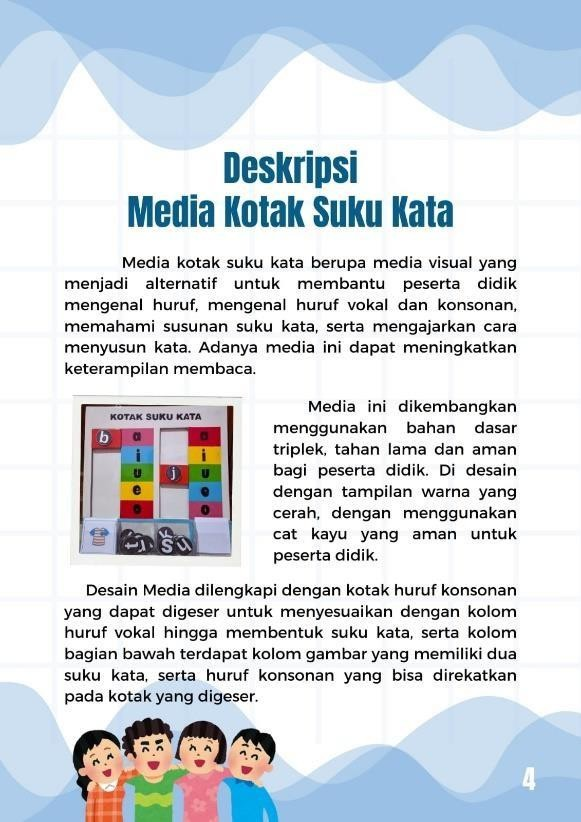 Deskripsi
Media Kotak Suku Kata
Media kotak suku kata berupa media visual yang
menjadi alternatif untuk membantu peserta didik
mengenal huruf, mengenal huruf vokal dan konsonan,
memahami susunan suku kata, serta mengajarkan cara
menyusun kata. Adanya media ini dapat meningkatkan
keterampilan membaca.
KOTAK SUKU KATA
b
a
i
u
e
o
j
a
i
u
e
o
Media ini dikembangkan
menggunakan bahan dasar
triplek, tahan lama dan aman
bagi peserta didik. Di desain
dengan tampilan warna yang
cerah, dengan menggunakan
cat kayu yang aman untuk
peserta didik.
Desain Media dilengkapi dengan kotak huruf konsonan
yang dapat digeser untuk menyesuaikan dengan kolom
huruf vokal hingga membentuk suku kata, serta kolom
bagian bawah terdapat kolom gambar yang memiliki dua
suku kata, serta huruf konsonan yang bisa direkatkan
pada kotak yang digeser.
4